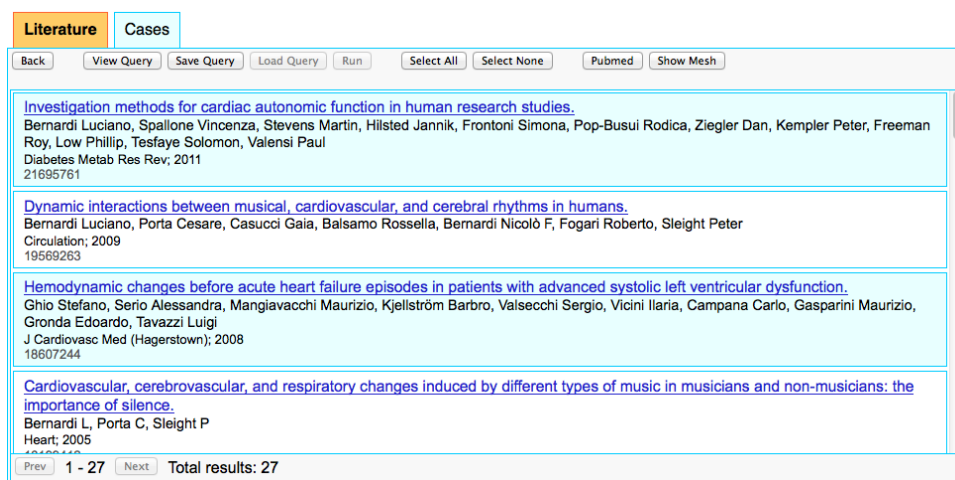 Literature Cases
Back View Query Save Query Load Query Run Select All Select None Pubmed Show Mesh
Investigation methods for cardiac autonomic function in human research studies.
Bernardi Luciano, Spallone Vincenza, Stevens Martin, Hilsted Jannik, Frontoni Simona, Pop-Busui Rodica, Ziegler Dan, Kempler Peter, Freeman
Roy, Low Phillip, Tesfaye Solomon, Valensi Paul
Diabetes Metab Res Rev; 2011
21695761
Dynamic interactions between musical, cardiovascular, and cerebral rhythms in humans.
Bernardi Luciano, Porta Cesare, Casucci Gaia, Balsamo Rossella, Bernardi Nicolò F, Fogari Roberto, Sleight Peter
Circulation; 2009
19569263
Hemodynamic changes before acute heart failure episodes in patients with advanced systolic left ventricular dysfunction.
Ghio Stefano, Serio Alessandra, Mangiavacchi Maurizio, Kjellström Barbro, Valsecchi Sergio, Vicini Ilaria, Campana Carlo, Gasparini Maurizio,
Gronda Edoardo, Tavazzi Luigi
J Cardiovasc Med (Hagerstown); 2008
18607244
Cardiovascular, cerebrovascular, and respiratory changes induced by different types of music in musicians and non-musicians: the
importance of silence.
Bernardi L, Porta C, Sleight P
Heart; 2005
Prev 1 - 27 Next Total results: 27